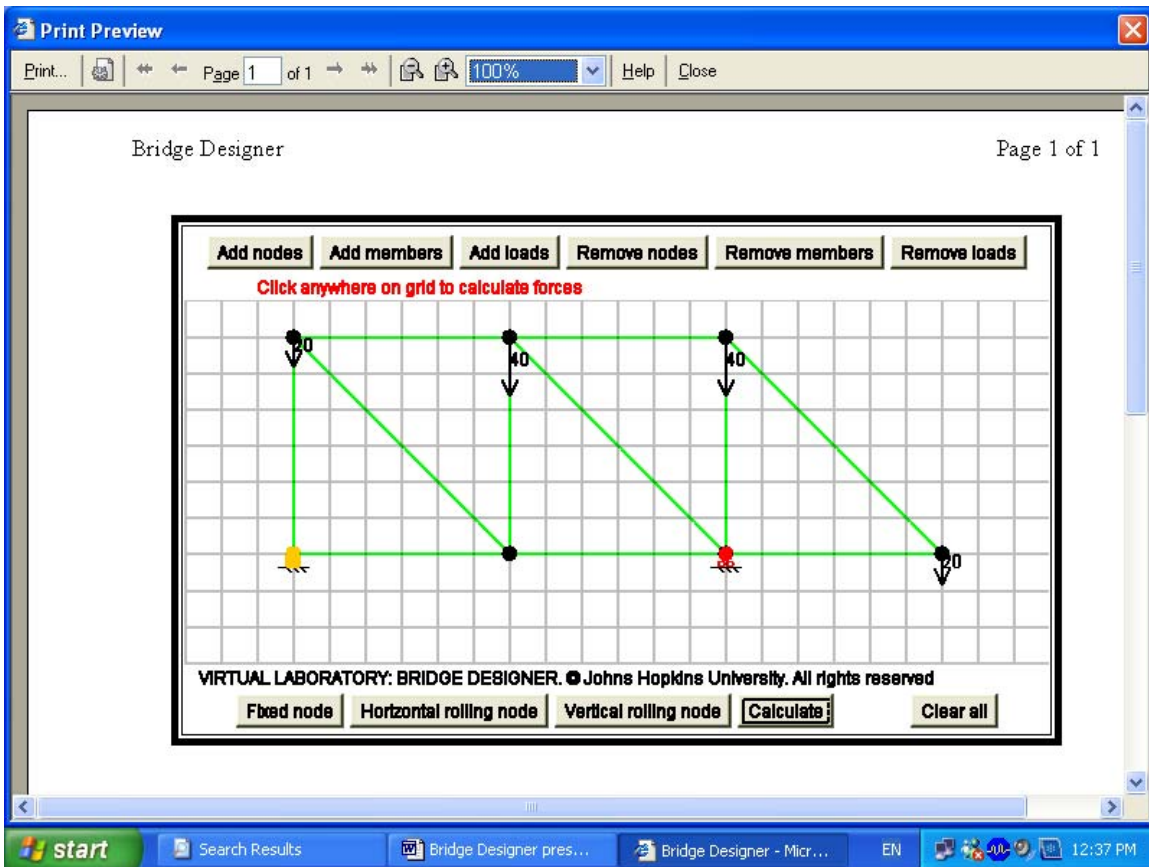 Print Preview
Print... Page 1 of 1 100% Help Close
Bridge Designer Page 1 of 1
Add nodes Add members Add loads Remove nodes Remove members Remove loads
Click anywhere on grid to calculate forces
20 40 40
20
VIRTUAL LABORATORY: BRIDGE DESIGNER. © Johns Hopkins University. All rights reserved
Fixed node Horizontal rolling node Vertical rolling node Calculate Clear all
start Search Results Bridge Designer pres... Bridge Designer - Micr... EN 12:37 PM